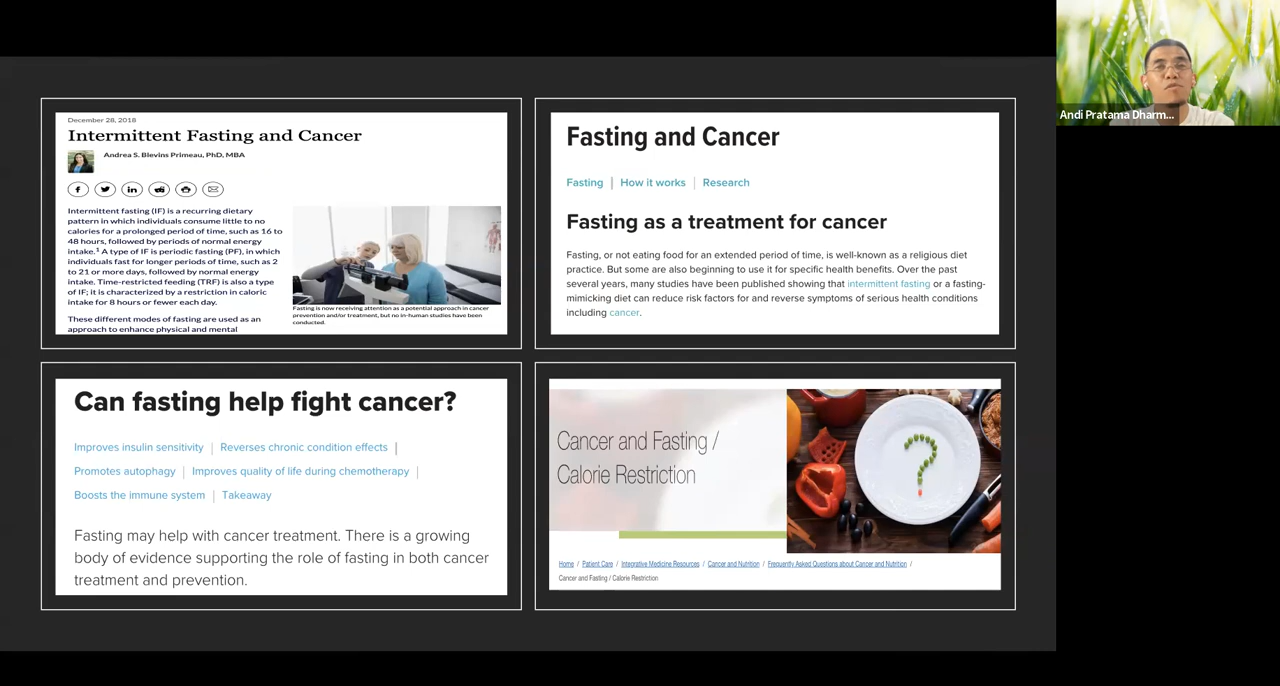 December 28, 2018
Intermittent Fasting and Cancer
Andrea S. Blevins Primeau, PhD, MBA
Intermittent fasting (IF) is a recurring dietary
pattern in which individuals consume little to no
calories for a prolonged period of time, such as 16 to
48 hours, followed by periods of normal energy
intake.¹ A type of IF is periodic fasting (PF), in which
individuals fast for longer periods of time, such as 2
to 21 or more days, followed by normal energy
intake. Time-restricted feeding (TRF) is also a type
of IF; it is characterized by a restriction in caloric
intake for 8 hours or fewer each day.
These different modes of fasting are used as an
approach to enhance physical and mental
Fasting is now receiving attention as a potential approach in cancer
prevention and/or treatment, but no in-human studies have been
conducted.
Fasting and Cancer
Fasting | How it works | Research
Fasting as a treatment for cancer
Fasting, or not eating food for an extended period of time, is well-known as a religious diet
practice. But some are also beginning to use it for specific health benefits. Over the past
several years, many studies have been published showing that intermittent fasting or a fasting-
mimicking diet can reduce risk factors for and reverse symptoms of serious health conditions
including cancer.
Can fasting help fight cancer?
Improves insulin sensitivity | Reverses chronic condition effects |
Promotes autophagy | Improves quality of life during chemotherapy |
Boosts the immune system | Takeaway
Fasting may help with cancer treatment. There is a growing
body of evidence supporting the role of fasting in both cancer
treatment and prevention.
Cancer and Fasting /
Calorie Restriction
Home / Patient Care / Integrative Medicine Resources / Cancer and Nutrition / Frequently Asked Questions about Cancer and Nutrition /
Cancer and Fasting / Calorie Restriction
Andi Pratama Dharm...